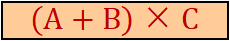 (A + B) × C